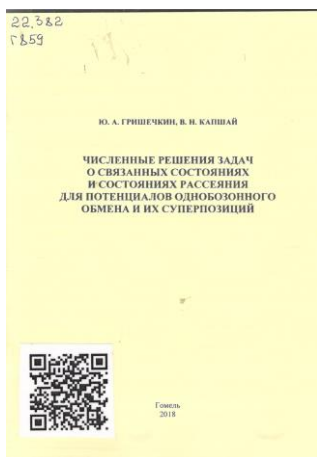 22.382
Г859
Ю. А. ГРИШЕЧКИН, В. Н. КАПШАЙ
ЧИСЛЕННЫЕ РЕШЕНИЯ ЗАДАЧ
О СВЯЗАННЫХ СОСТОЯНИЯХ
И СОСТОЯНИЯХ РАССЕЯНИЯ
ДЛЯ ПОТЕНЦИАЛОВ ОДНОБОЗОННОГО
ОБМЕНА И ИХ СУПЕРПОЗИЦИЙ
Гомель
2018